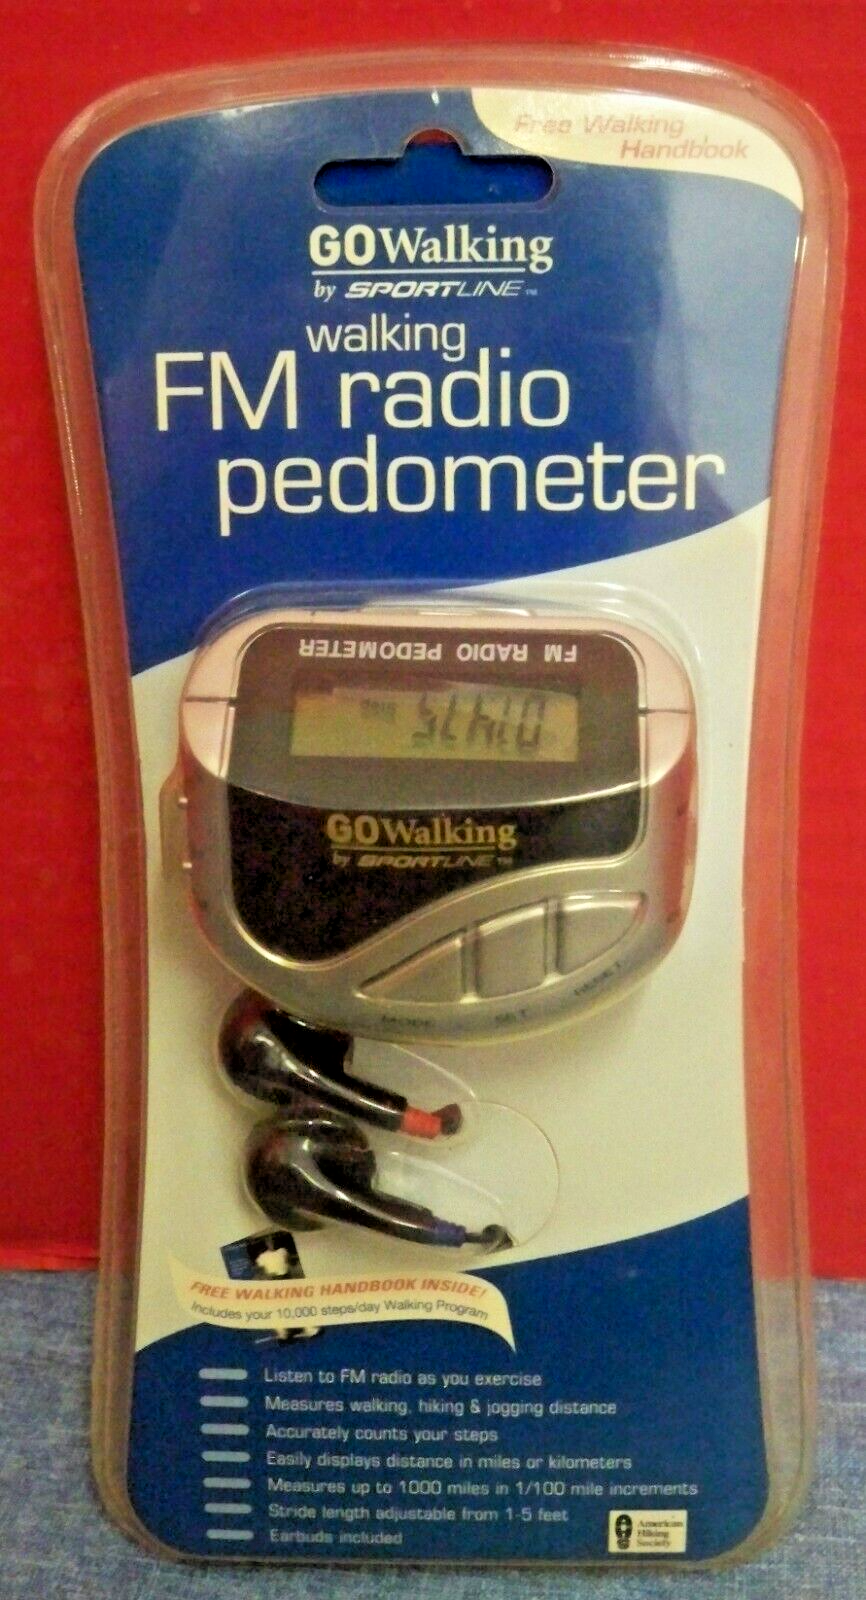 Free Walking
Handbook
GOWalking
by SPORTLINE™
walking
FM radio
pedometer
FM RADIO PEDOMETER
STEP
GOWalking
by SPORTLINE™
MODE SET RESET
FREE WALKING HANDBOOK INSIDE!
Includes your 10,000 steps/day Walking Program
Listen to FM radio as you exercise
Measures walking, hiking & jogging distance
Accurately counts your steps
Easily displays distance in miles or kilometers
Measures up to 1000 miles in 1/100 mile increments
Stride length adjustable from 1-5 feet
Earbuds included
American
Hiking
Society